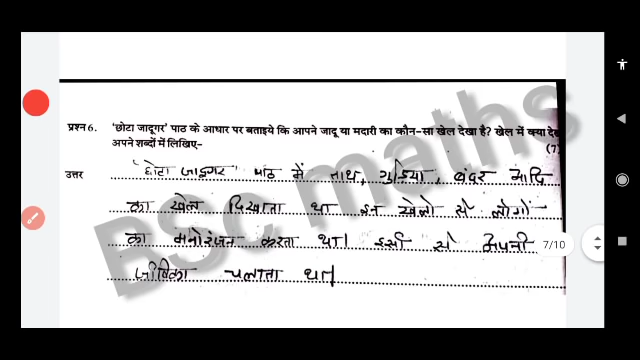 प्रश्न 6. 'छोटा जादूगर' पाठ के आधार पर बताइये कि आपने जादू या मदारी का कौन-सा खेल देखा है? खेल में क्या
अपने शब्दों में लिखिए-
उत्तर 'छोटा जादूगर' पाठ में ताश, गुडिया, बंदर आदि
का खेल दिखाता था इन खेलो से लोगों
का मनोरंजन करता था। इसी से अपनी
7/10
जीविका चलाता था।
BSC maths